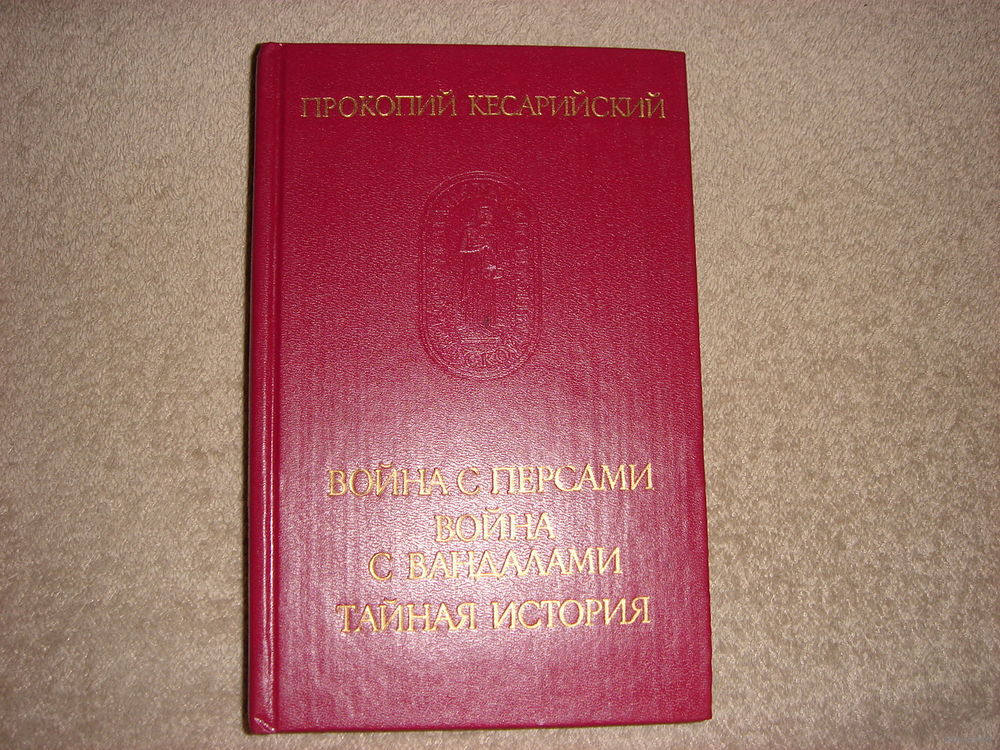 ПРОКОПИЙ КЕСАРИЙСКИЙ
ВОЙНА С ПЕРСАМИ
ВОЙНА
С ВАНДАЛАМИ
ТАЙНАЯ ИСТОРИЯ